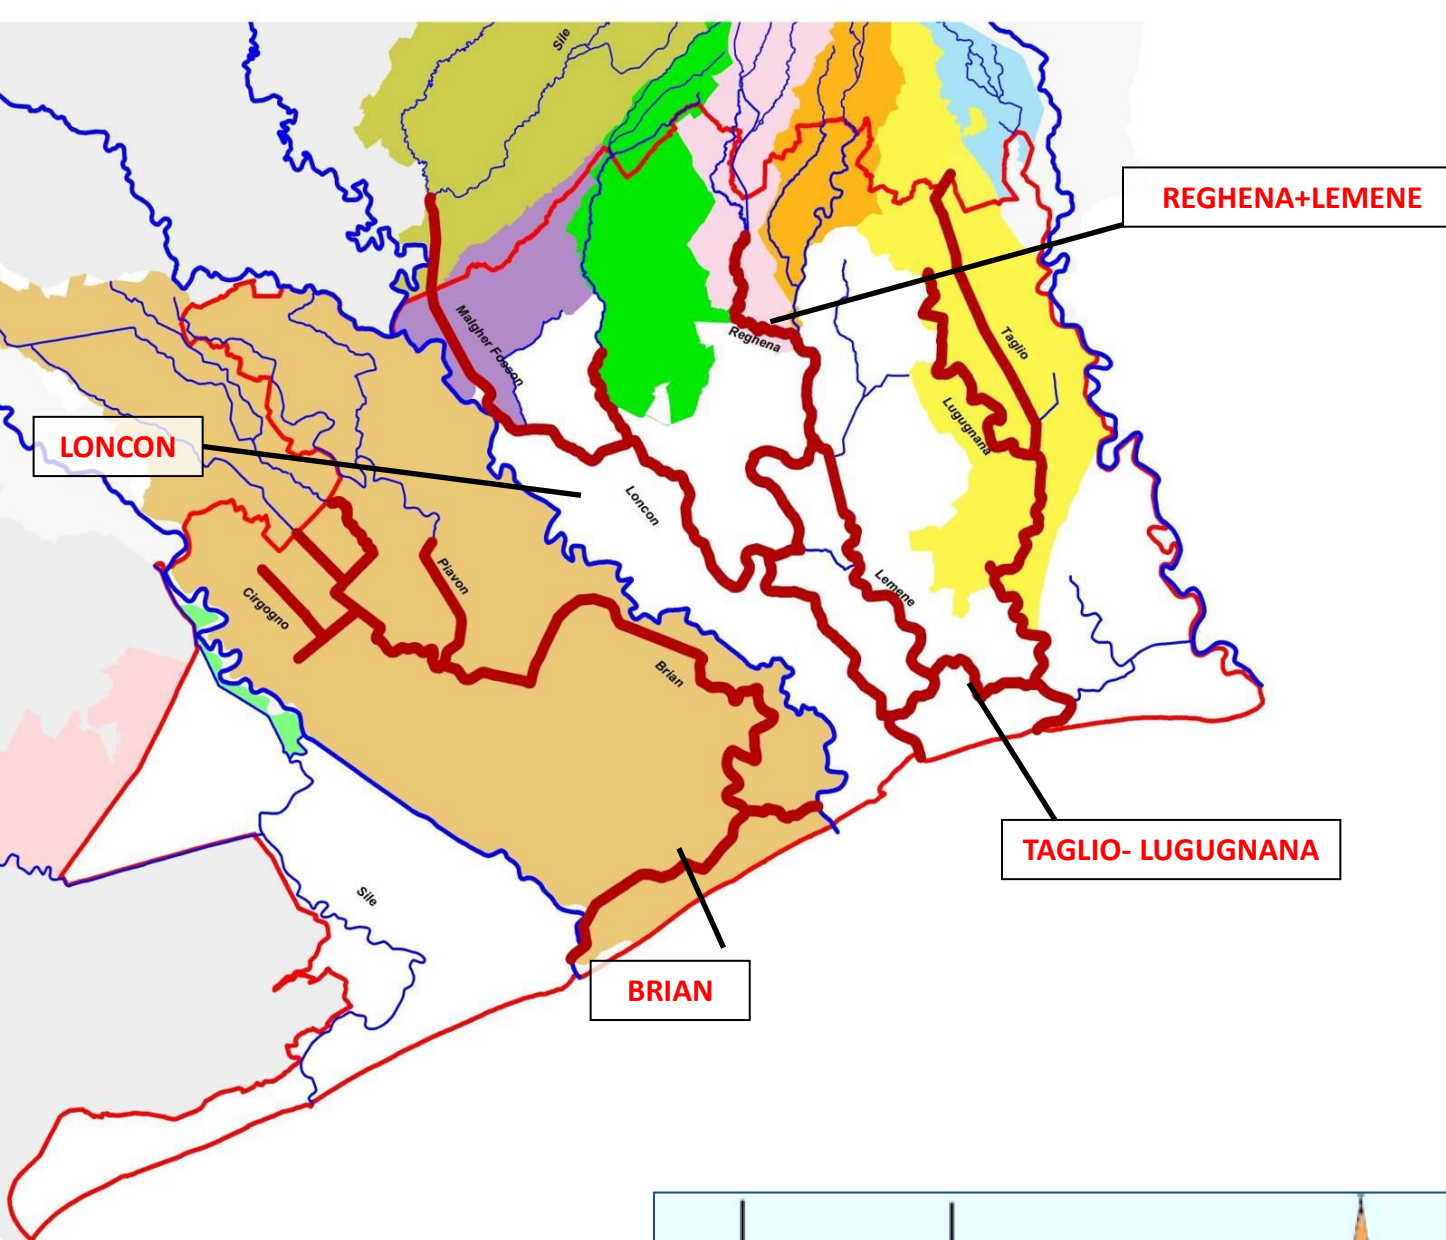 Sile
REGHENA+LEMENE
Malgher Fosson
Reghena
Taglio
Lugugnana
LONCON
Loncon
Piavon
Cirgogno
Lemene
Brian
TAGLIO- LUGUGNANA
Sile
BRIAN